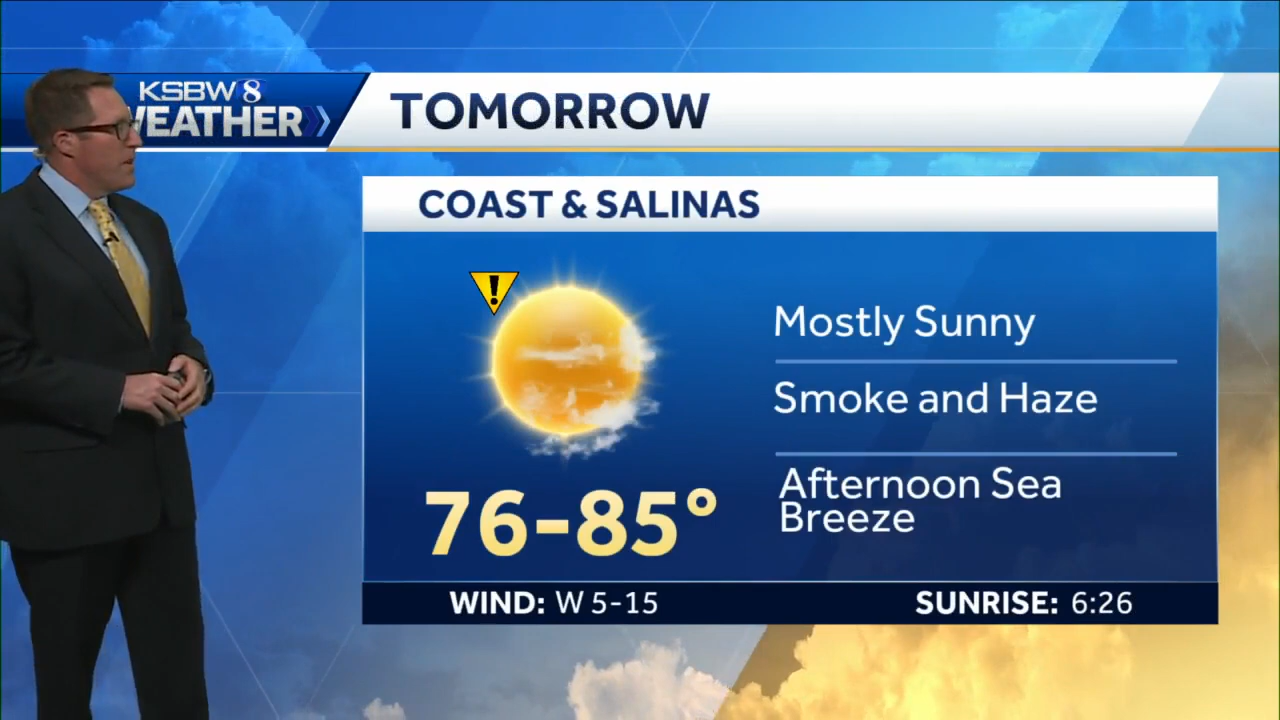 KSBW 8
WEATHER
TOMORROW
COAST & SALINAS
!
Mostly Sunny
Smoke and Haze
Afternoon Sea
Breeze
76-85°
WIND: W 5-15
SUNRISE: 6:26